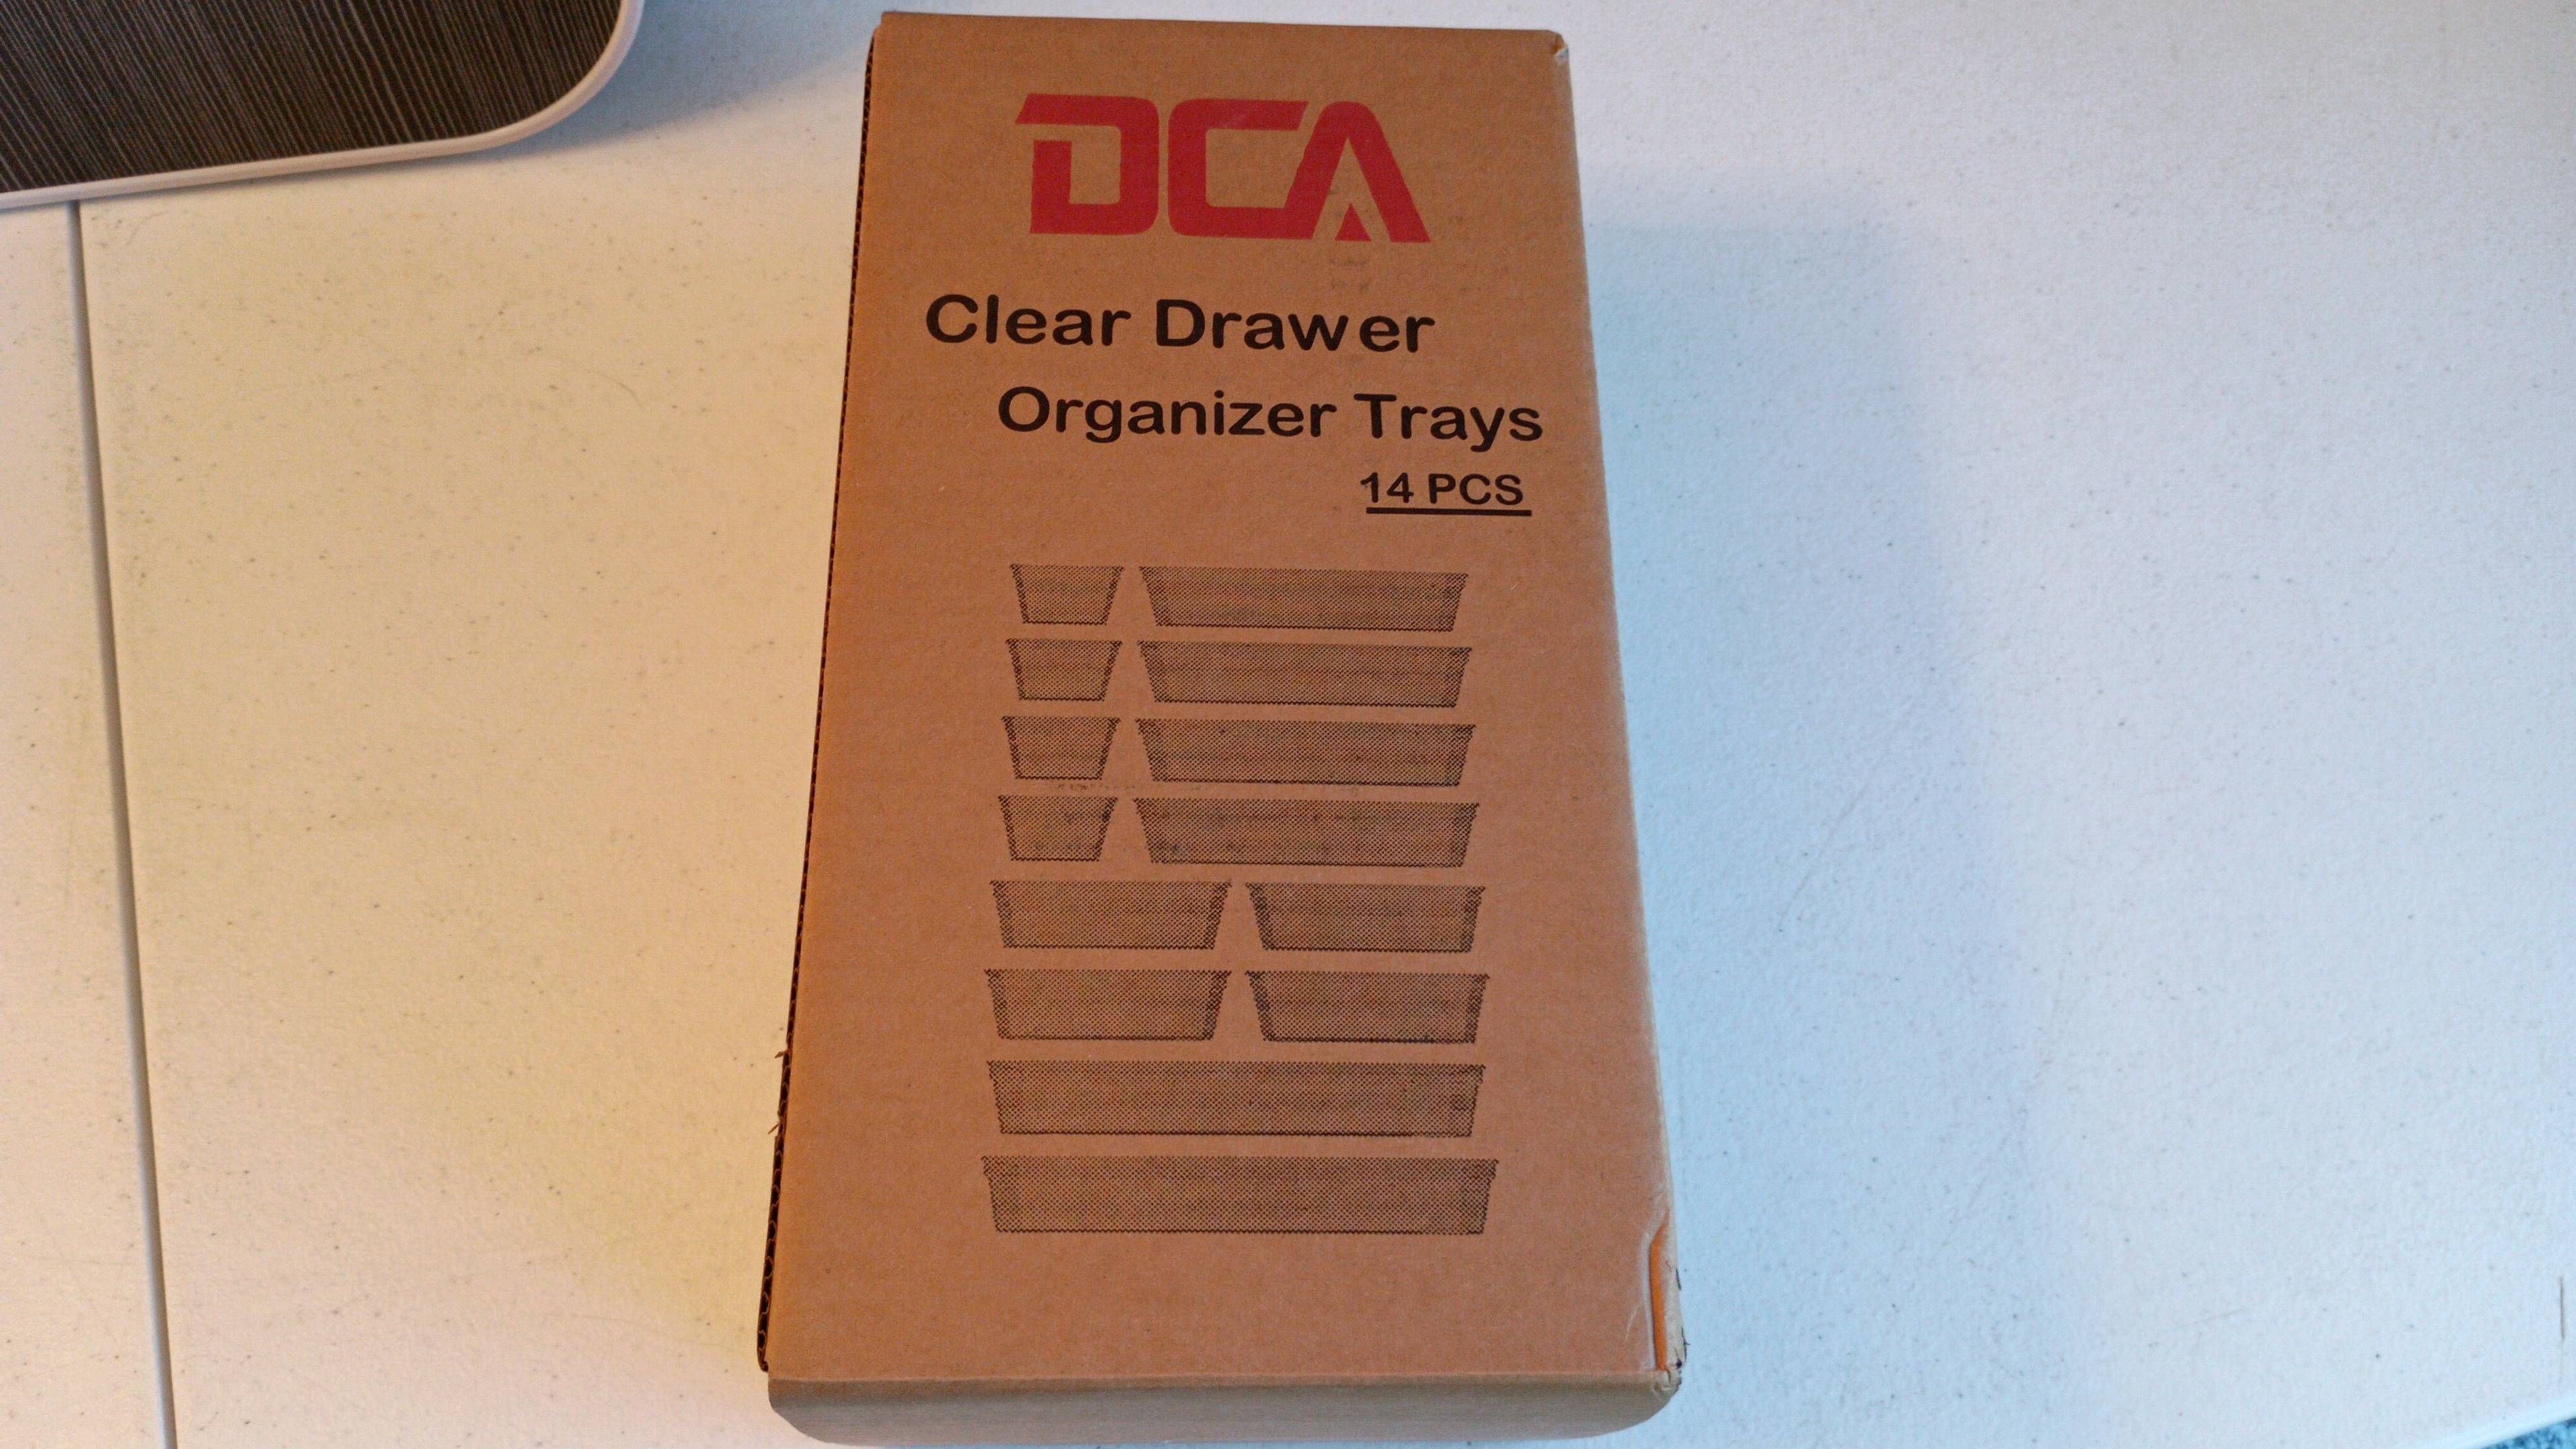 DCA
Clear Drawer
Organizer Trays
14 PCS